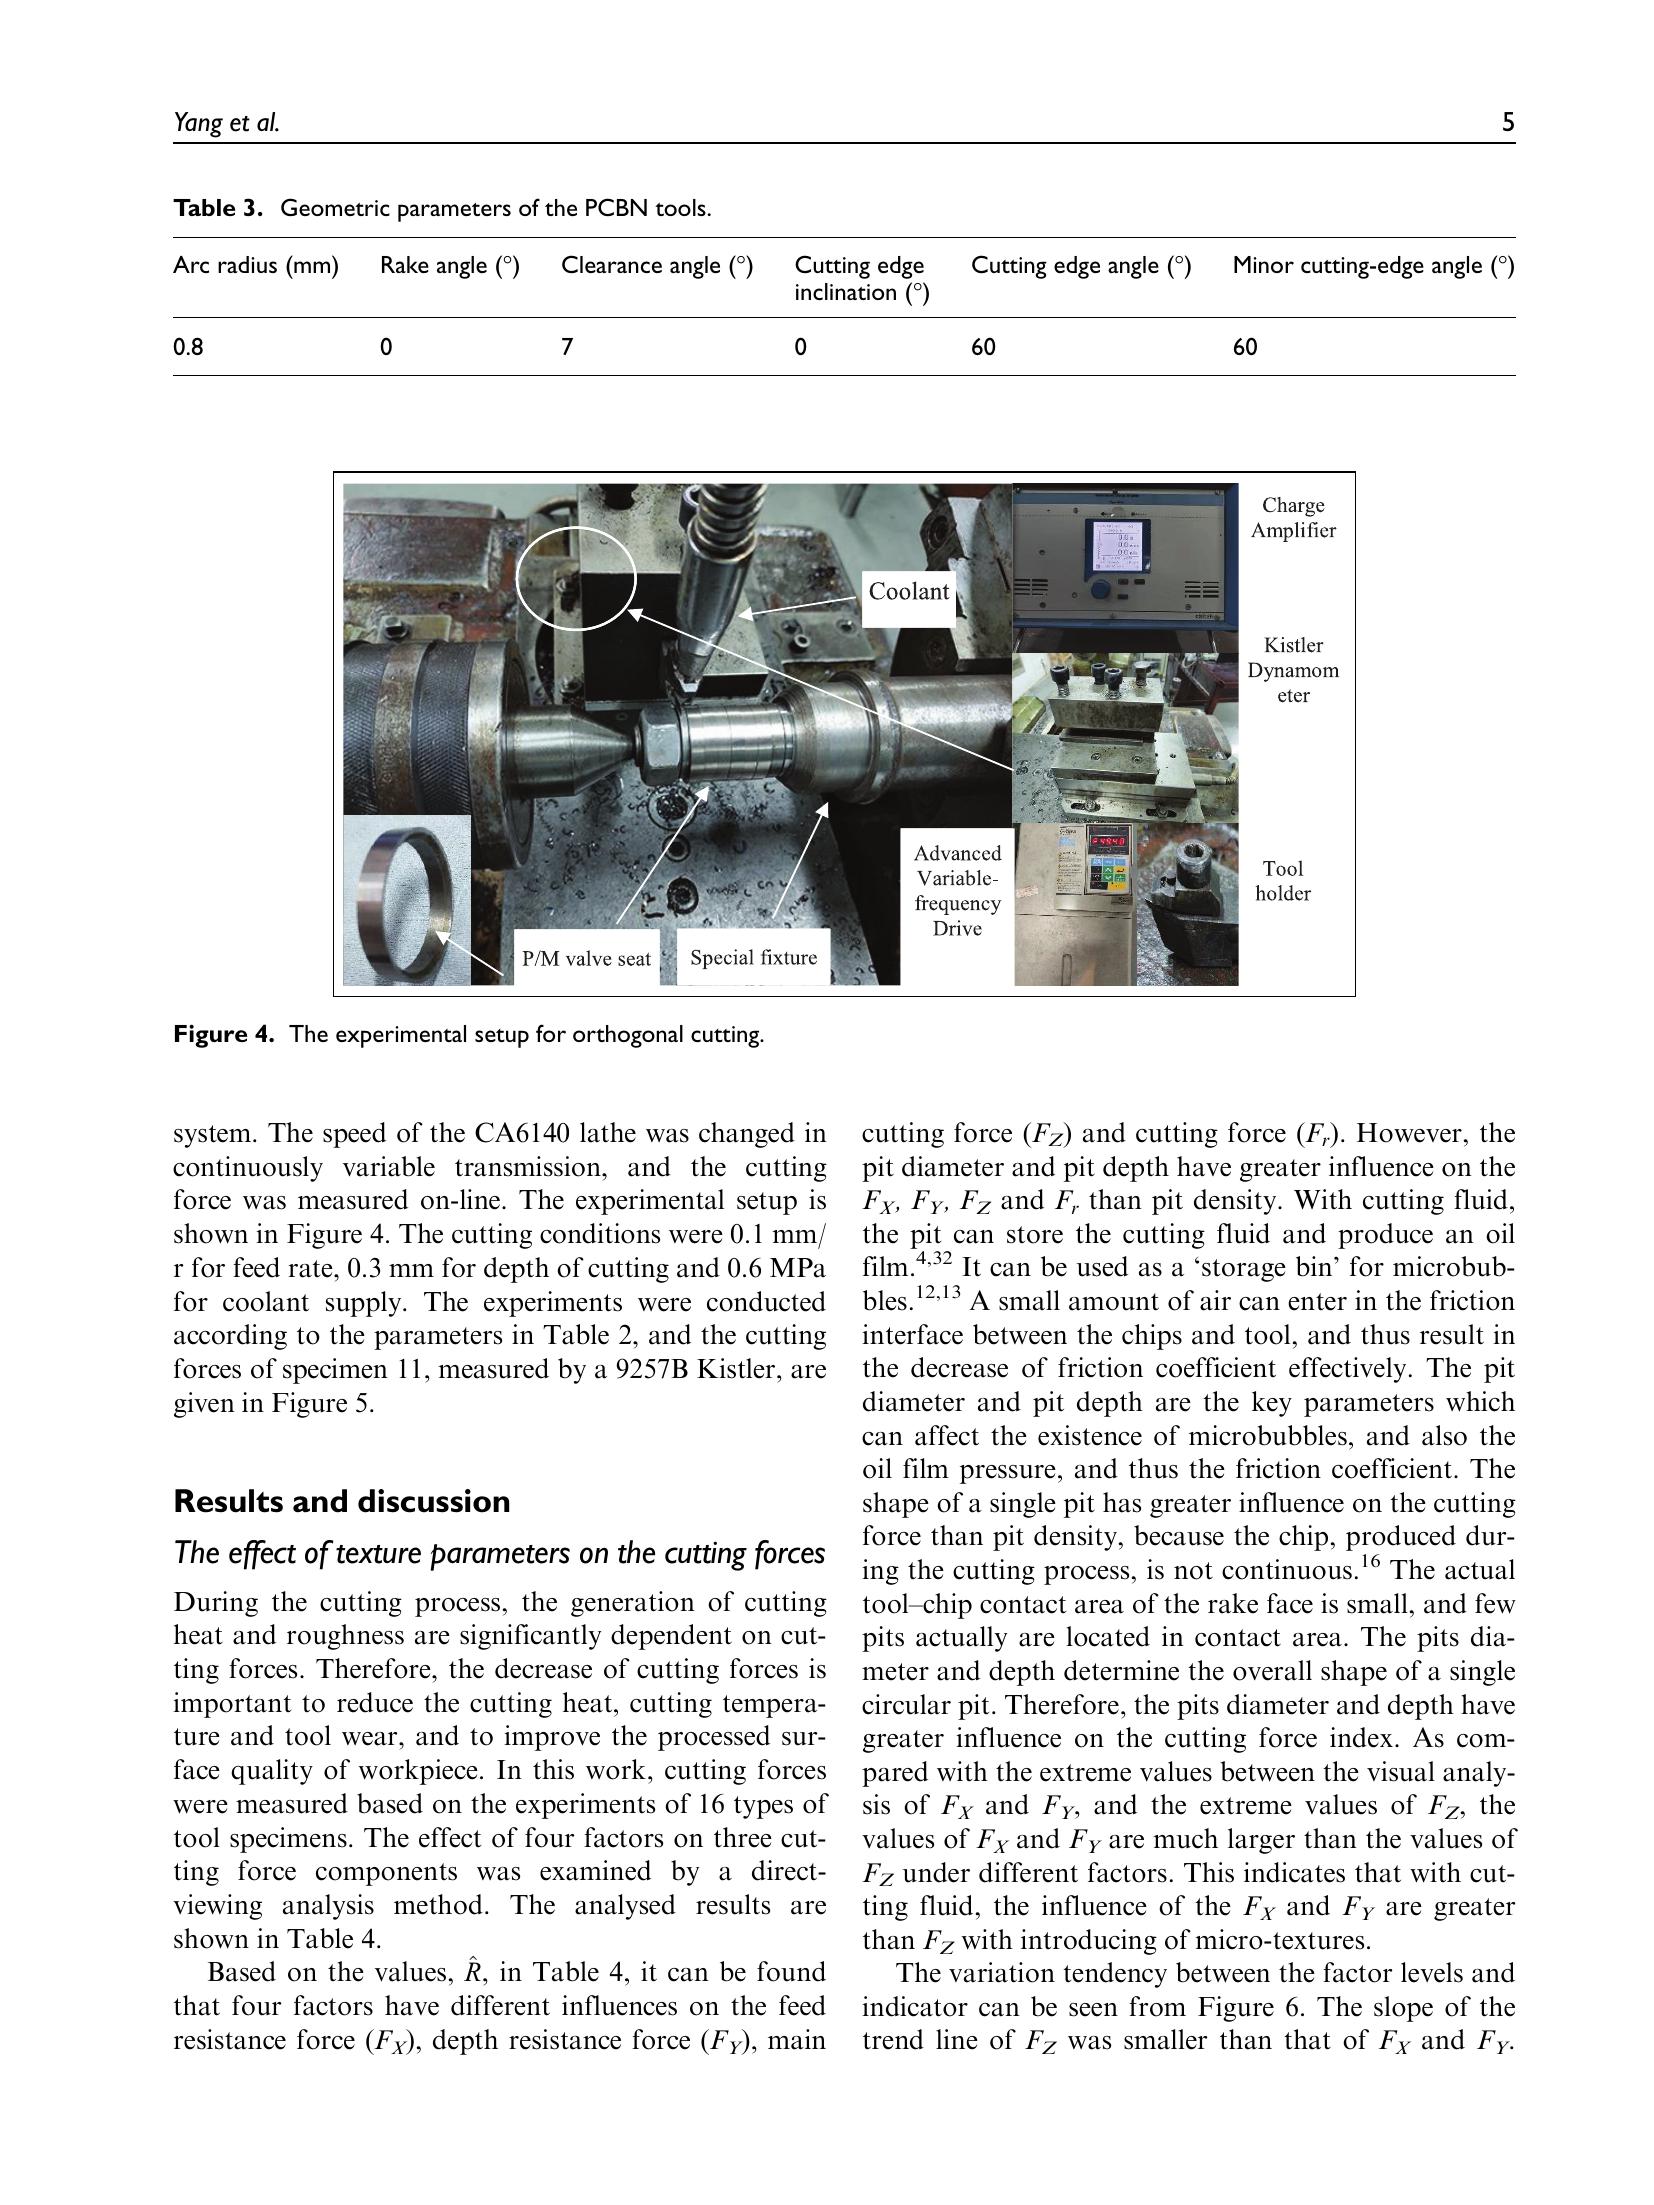 Yang et al.
5
Table 3. Geometric parameters of the PCBN tools.
Arc radius (mm) Rake angle (°) Clearance angle (°) Cutting edge inclination (°) Cutting edge angle (°) Minor cutting-edge angle (°)
0.8 0 7 0 60 60
Charge
Amplifier
Coolant
Kistler
Dynamom
eter
Advanced
Variable-
frequency
Drive
Tool
holder
P/M valve seat
Special fixture
Figure 4. The experimental setup for orthogonal cutting.
system. The speed of the CA6140 lathe was changed in
continuously variable transmission, and the cutting
force was measured on-line. The experimental setup is
shown in Figure 4. The cutting conditions were 0.1 mm/
r for feed rate, 0.3 mm for depth of cutting and 0.6 MPa
for coolant supply. The experiments were conducted
according to the parameters in Table 2, and the cutting
forces of specimen 11, measured by a 9257B Kistler, are
given in Figure 5.
Results and discussion
The effect of texture parameters on the cutting forces
During the cutting process, the generation of cutting
heat and roughness are significantly dependent on cut-
ting forces. Therefore, the decrease of cutting forces is
important to reduce the cutting heat, cutting tempera-
ture and tool wear, and to improve the processed sur-
face quality of workpiece. In this work, cutting forces
were measured based on the experiments of 16 types of
tool specimens. The effect of four factors on three cut-
ting force components was examined by a direct-
viewing analysis method. The analysed results are
shown in Table 4.
Based on the values, R̂, in Table 4, it can be found
that four factors have different influences on the feed
resistance force (F_X), depth resistance force (F_Y), main
cutting force (F_Z) and cutting force (F_r). However, the
pit diameter and pit depth have greater influence on the
F_X, F_Y, F_Z and F_r than pit density. With cutting fluid,
the pit can store the cutting fluid and produce an oil
film.4,32 It can be used as a ‘storage bin’ for microbub-
bles.12,13 A small amount of air can enter in the friction
interface between the chips and tool, and thus result in
the decrease of friction coefficient effectively. The pit
diameter and pit depth are the key parameters which
can affect the existence of microbubbles, and also the
oil film pressure, and thus the friction coefficient. The
shape of a single pit has greater influence on the cutting
force than pit density, because the chip, produced dur-
ing the cutting process, is not continuous.16 The actual
tool–chip contact area of the rake face is small, and few
pits actually are located in contact area. The pits dia-
meter and depth determine the overall shape of a single
circular pit. Therefore, the pits diameter and depth have
greater influence on the cutting force index. As com-
pared with the extreme values between the visual analy-
sis of F_X and F_Y, and the extreme values of F_Z, the
values of F_X and F_Y are much larger than the values of
F_Z under different factors. This indicates that with cut-
ting fluid, the influence of the F_X and F_Y are greater
than F_Z with introducing of micro-textures.
The variation tendency between the factor levels and
indicator can be seen from Figure 6. The slope of the
trend line of F_Z was smaller than that of F_X and F_Y.